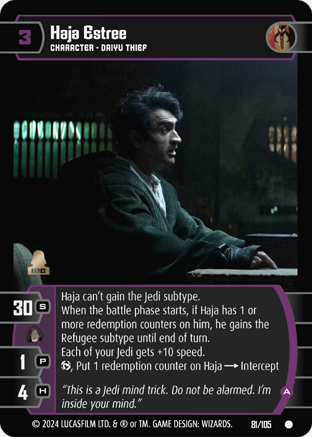 3
Haja Estree
CHARACTER - DAIYU THIEF
IDC
30 S
1 P
4 H
Haja can't gain the Jedi subtype.
When the battle phase starts, if Haja has 1 or
more redemption counters on him, he gains the
Refugee subtype until end of turn.
Each of your Jedi gets +10 speed.
, Put 1 redemption counter on Haja → Intercept
4
"This is a Jedi mind trick. Do not be alarmed. I'm
inside your mind."
A
© 2024 LUCASFILM LTD. & ® OR TM. GAME DESIGN: WIZARDS.
81/105